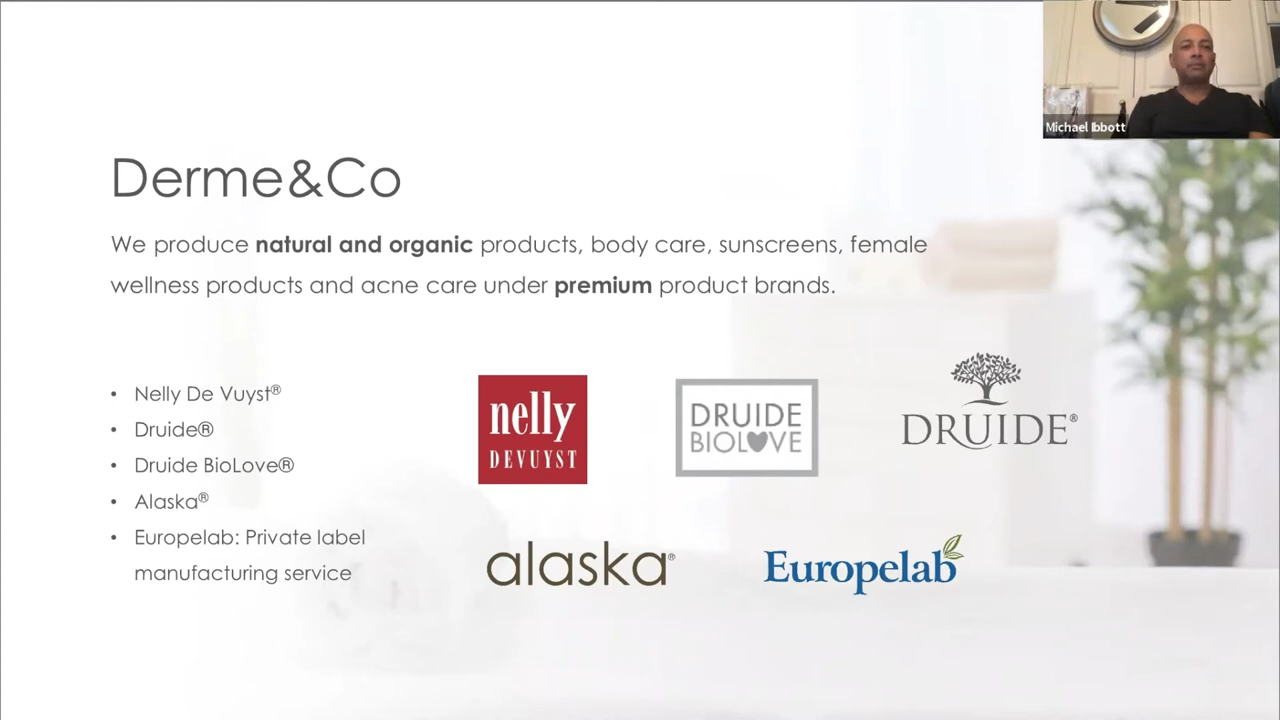 Michael Ibbott
Derme&Co
We produce natural and organic products, body care, sunscreens, female
wellness products and acne care under premium product brands.
• Nelly De Vuyst®
• Druide®
• Druide BioLove®
• Alaska®
• Europelab: Private label
manufacturing service
nelly
DEVUYST
DRUIDE
BIOLOVE
DRUIDE®
alaska®
Europelab